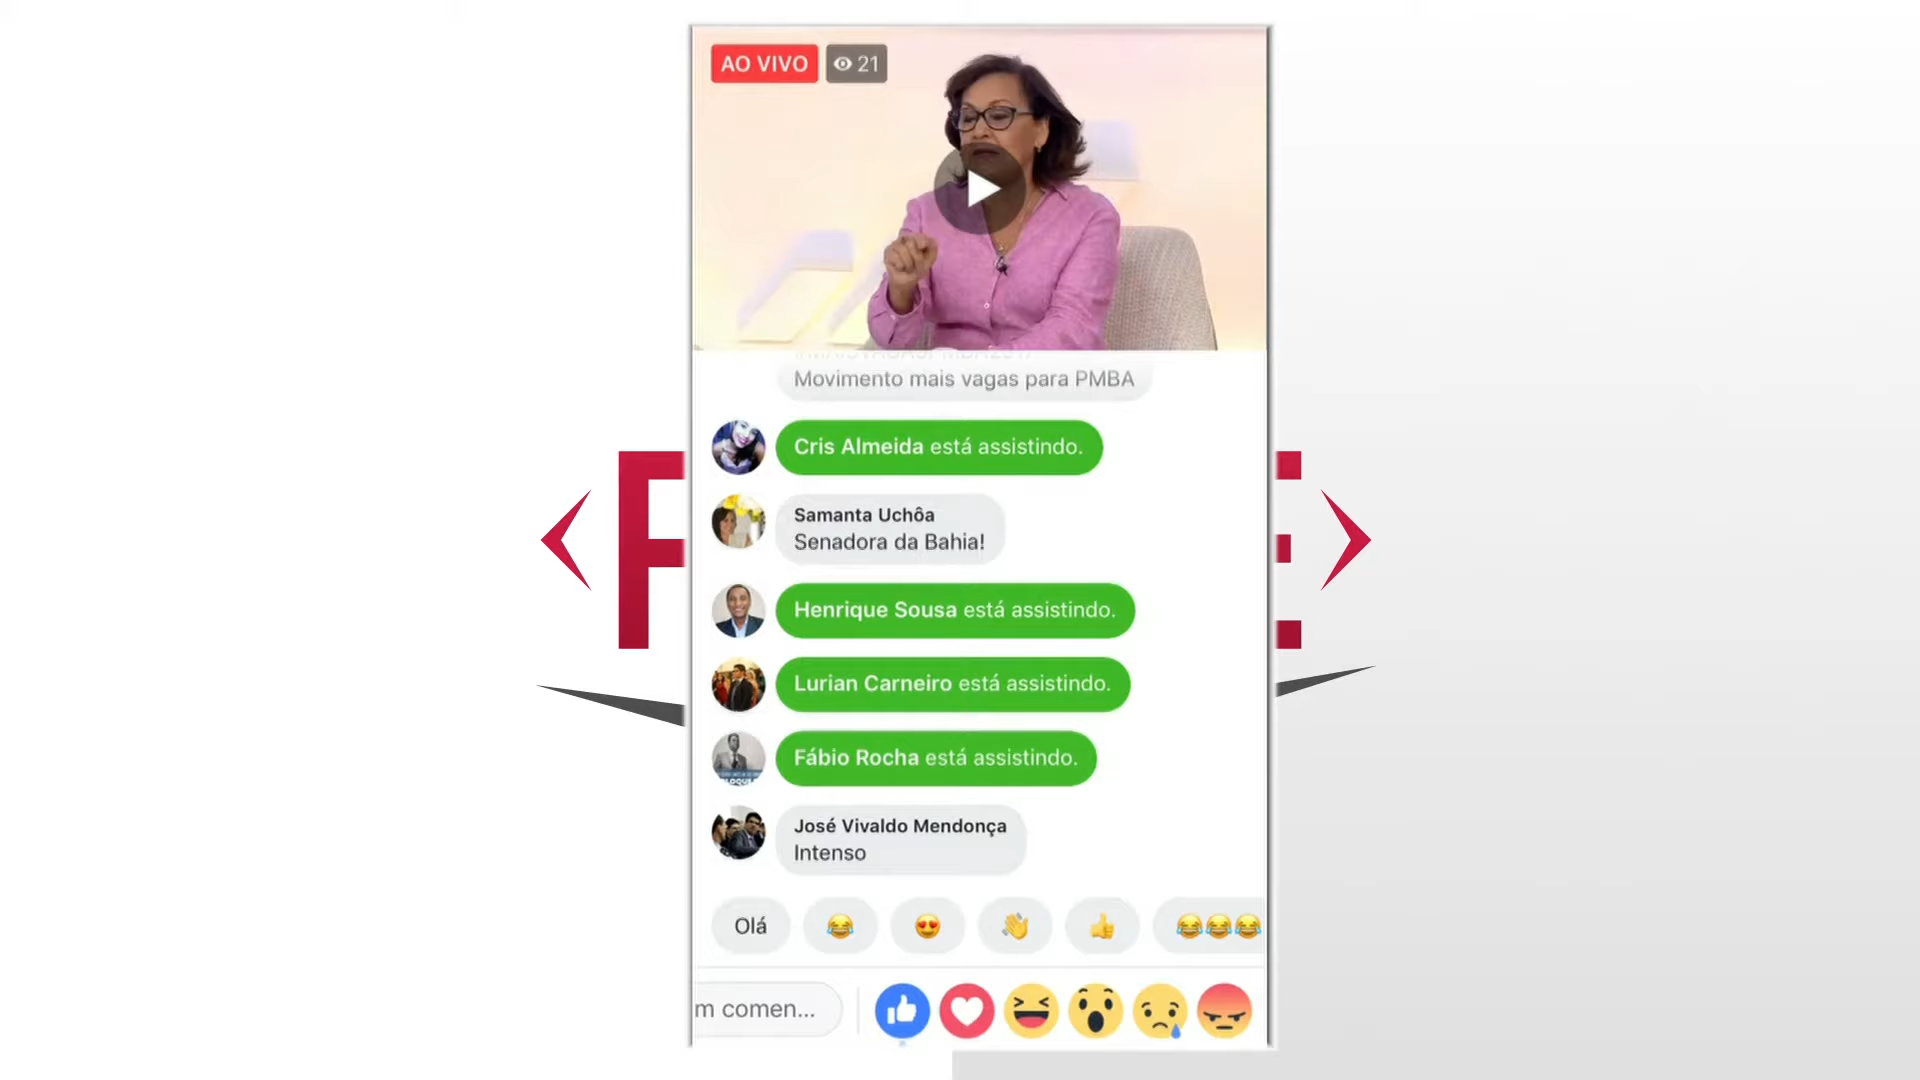 AO VIVO 21
Movimento mais vagas para PMBA
Cris Almeida está assistindo.
Samanta Uchôa
Senadora da Bahia!
Henrique Sousa está assistindo.
Lurian Carneiro está assistindo.
Fábio Rocha está assistindo.
José Vivaldo Mendonça
Intenso
Olá
m comen...